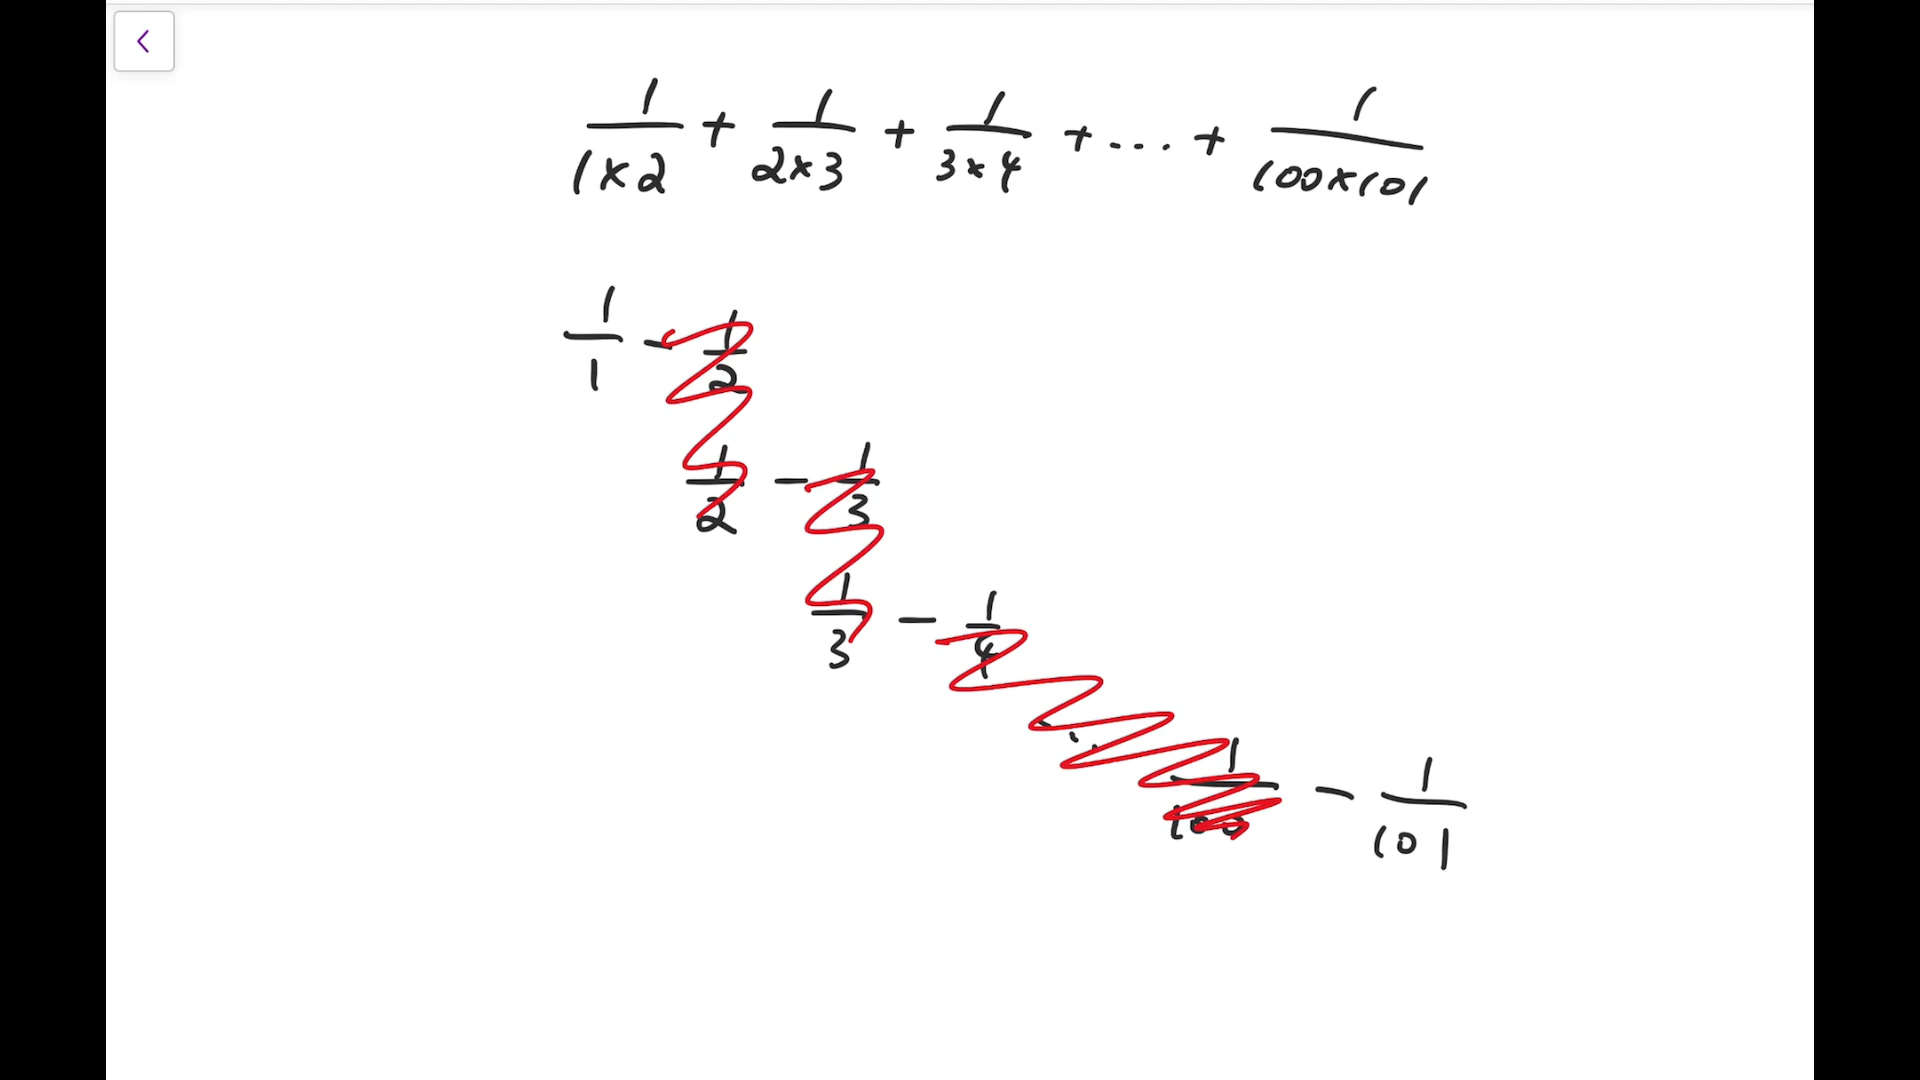 1/(1×2) + 1/(2×3) + 1/(3×4) + ... + 1/(100×101)
1/1 - 1/2
1/2 - 1/3
1/3 - 1/4
...
1/100 - 1/101